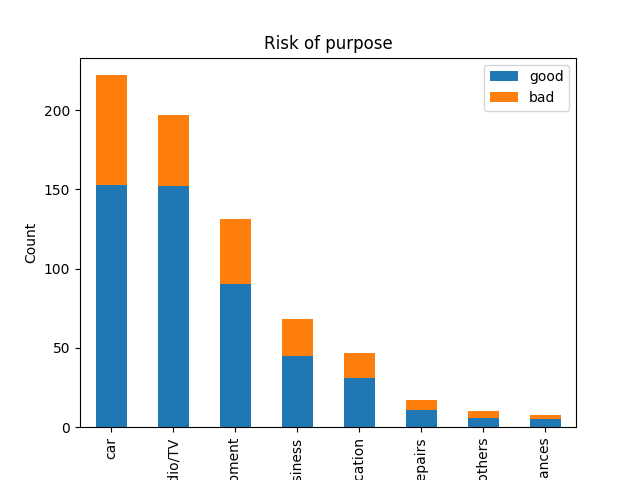 Risk of purpose
good
bad
Count
200
150
100
50
0
car
dio/TV
pment
siness
cation
epairs
others
ances